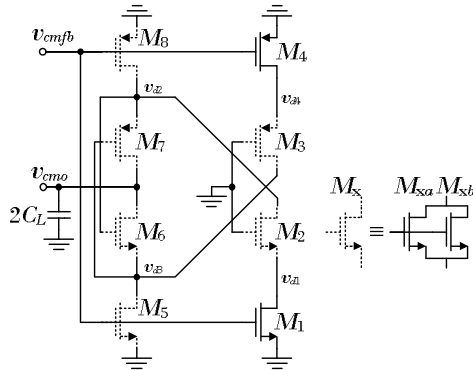 v_cmfb
M_8
M_4
v_d2
v_d4
M_7
M_3
v_cmo
2C_L
M_6
M_2
M_x
M_xa M_xb
≡
v_d3
v_d1
M_5
M_1